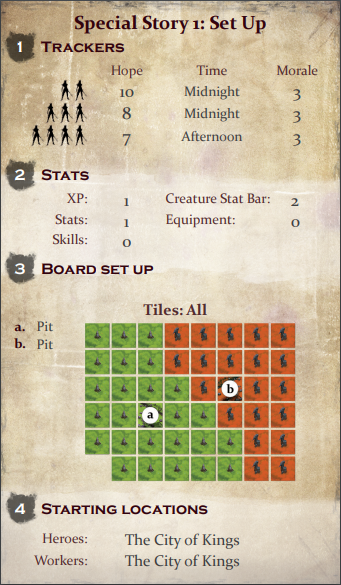 Special Story 1: Set Up
1 Trackers
Hope Time Morale
10 Midnight 3
8 Midnight 3
7 Afternoon 3
2 Stats
XP: 1 Creature Stat Bar: 2
Stats: 1 Equipment: 0
Skills: 0
3 Board set up
Tiles: All
a. Pit
b. Pit
b
a
4 Starting locations
Heroes: The City of Kings
Workers: The City of Kings